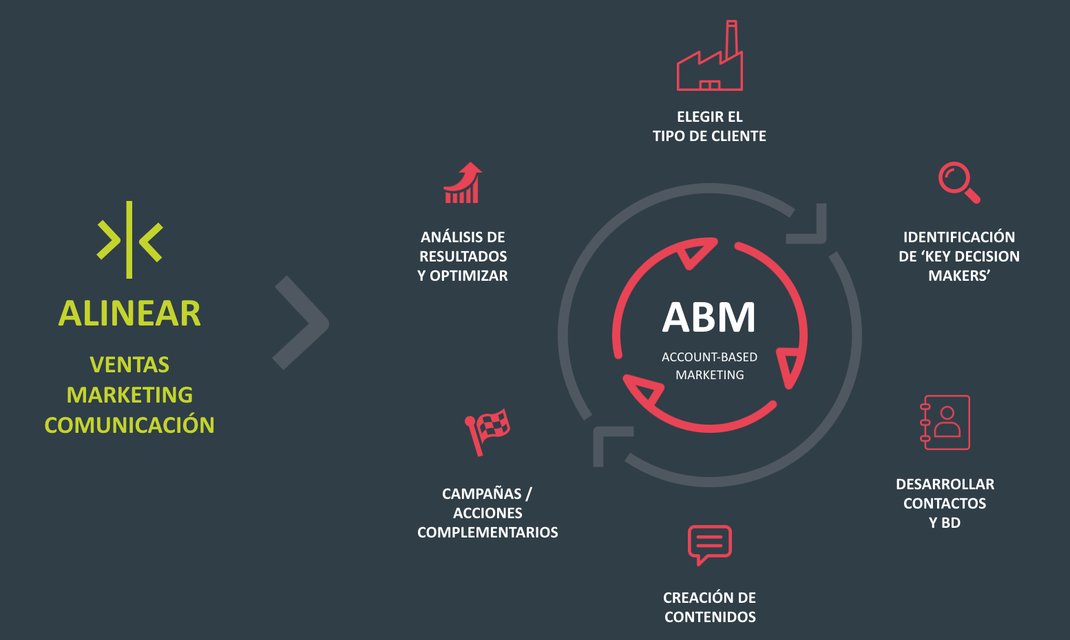 ALINEAR
VENTAS
MARKETING
COMUNICACIÓN
ELEGIR EL
TIPO DE CLIENTE
IDENTIFICACIÓN
DE ‘KEY DECISION
MAKERS’
DESARROLLAR
CONTACTOS
Y BD
CREACIÓN DE
CONTENIDOS
CAMPAÑAS /
ACCIONES
COMPLEMENTARIOS
ANÁLISIS DE
RESULTADOS
Y OPTIMIZAR
ABM
ACCOUNT-BASED
MARKETING